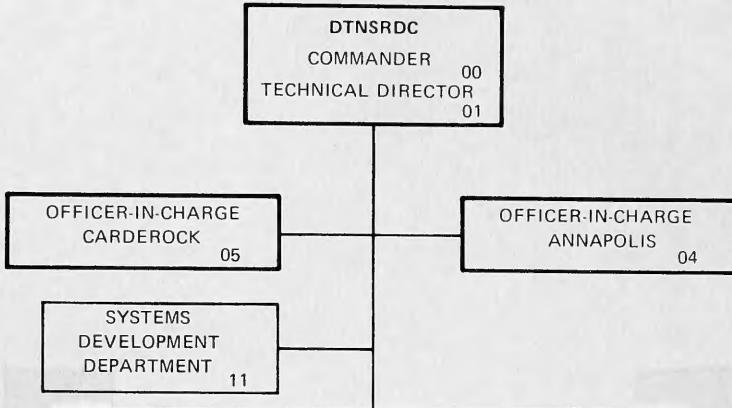 DTNSRDC
COMMANDER 00
TECHNICAL DIRECTOR
01
OFFICER-IN-CHARGE
CARDEROCK
05
OFFICER-IN-CHARGE
ANNAPOLIS
04
SYSTEMS
DEVELOPMENT
DEPARTMENT
11